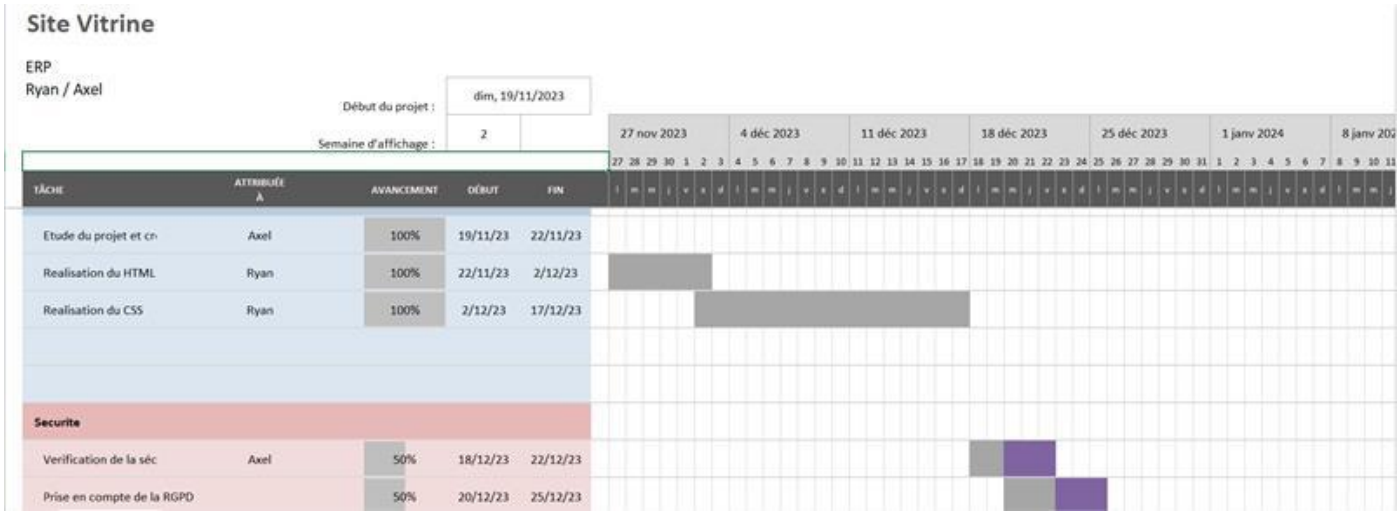 Site Vitrine
ERP
Ryan / Axel
Début du projet : dim, 19/11/2023
Semaine d'affichage : 2
27 nov 2023 4 déc 2023 11 déc 2023 18 déc 2023 25 déc 2023 1 janv 2024 8 janv 202
27 28 29 30 1 2 3 4 5 6 7 8 9 10 11 12 13 14 15 16 17 18 19 20 21 22 23 24 25 26 27 28 29 30 31 1 2 3 4 5 6 7 8 9 10 11
TÂCHE ATTRIBUÉE À AVANCEMENT DÉBUT FIN l m m j v s d l m m j v s d l m m j v s d l m m j v s d l m m j v s d l m m j v s d l m m j
Etude du projet et cr Axel 100% 19/11/23 22/11/23
Realisation du HTML Ryan 100% 22/11/23 2/12/23
Realisation du CSS Ryan 100% 2/12/23 17/12/23
Securite
Verification de la séc Axel 50% 18/12/23 22/12/23
Prise en compte de la RGPD 50% 20/12/23 25/12/23